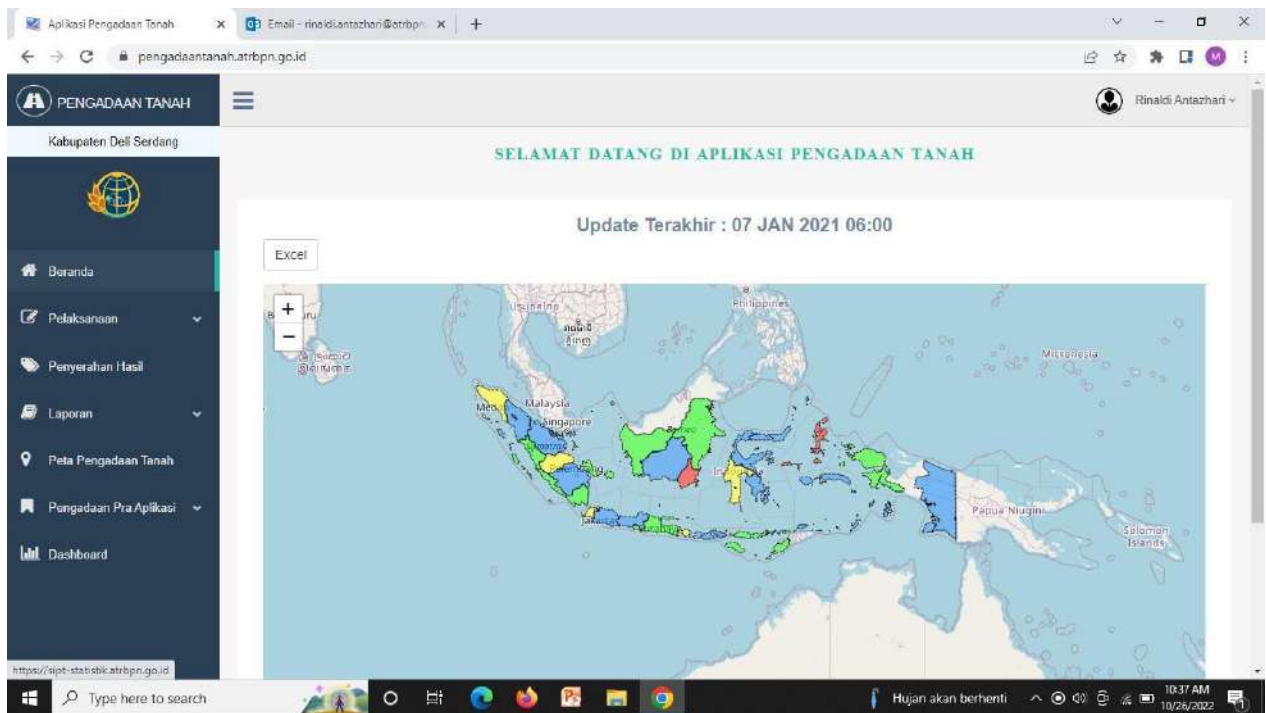 Aplikasi Pengadaan Tanah
Email - rinaldi.antazhari@atrbpn.
pengadaantanah.atrbpn.go.id
PENGADAAN TANAH
Rinaldi Antazhari
Kabupaten Deli Serdang
SELAMAT DATANG DI APLIKASI PENGADAAN TANAH
Update Terakhir : 07 JAN 2021 06:00
Excel
Beranda
Pelaksanaan
Penyerahan Hasil
Laporan
Peta Pengadaan Tanah
Pengadaan Pra Aplikasi
Dashboard
+
−
Philippines
Micronesia
Malaysia
Singapore
Papua Niugini
Solomon
Islands
https://sipt-statistik.atrbpn.go.id
Type here to search
Hujan akan berhenti
10:37 AM
10/26/2022